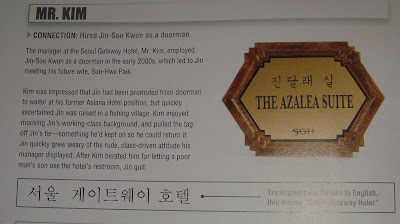 MR. KIM
CONNECTION: Hired Jin-Soo Kwon as a doorman
The manager at the Seoul Gateway Hotel, Mr. Kim, employed
Jin-Soo Kwon as a doorman in the early 2000s, which led to Jin
meeting his future wife, Sun-Hwa Paik.
Kim was impressed that Jin had been promoted from doorman
to waiter at his former Asiana Hotel position, but quickly
ascertained Jin was raised in a fishing village. Kim enjoyed
mocking Jin's working-class background, and pulled the tag
off Jin's tie—something he'd kept on so he could return it.
Jin quickly grew weary of the rude, class-driven attitude his
manager displayed. After Kim berated him for letting a poor
man's son use the hotel's restroom, Jin quit.
진달래 실
THE AZALEA SUITE
SGH
서울 게이트웨이 호텔
Translated from Korean to English,
this means "Seoul Gateway Hotel."